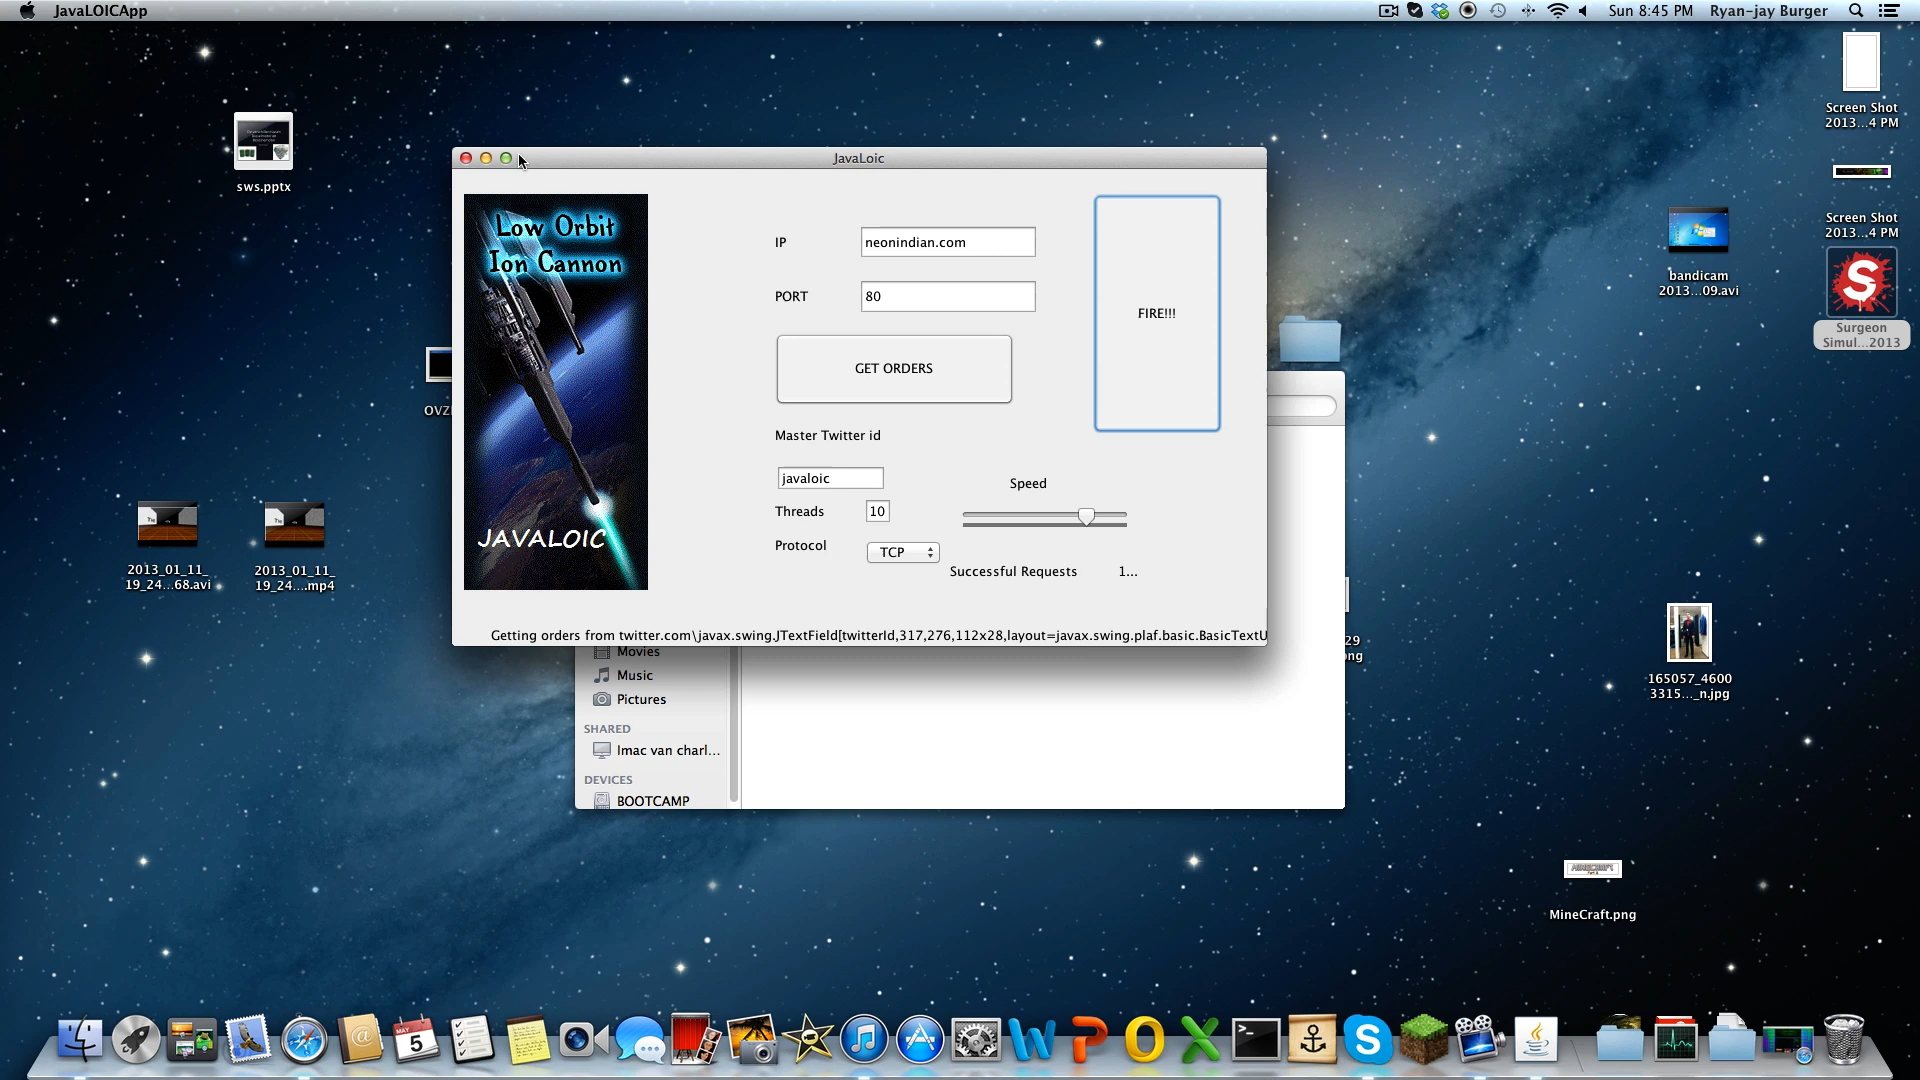 JavaLOICApp
Sun 8:45 PM
Ryan-jay Burger
Screen Shot
2013...4 PM
Screen Shot
2013...4 PM
Surgeon
Simul...2013
bandicam
2013...09.avi
sws.pptx
2013_01_11_
19_24...68.avi
2013_01_11_
19_24....mp4
165057_4600
3315..._n.jpg
MineCraft.png
JavaLoic
Low Orbit
Ion Cannon
JAVALOIC
IP
neonindian.com
PORT
80
GET ORDERS
FIRE!!!
Master Twitter id
javaloic
Speed
Threads
10
Protocol
TCP
Successful Requests
1...
Getting orders from twitter.com\javax.swing.JTextField[twitterId,317,276,112x28,layout=javax.swing.plaf.basic.BasicTextU
Movies
Music
Pictures
SHARED
Imac van charl...
DEVICES
BOOTCAMP
MAY
5